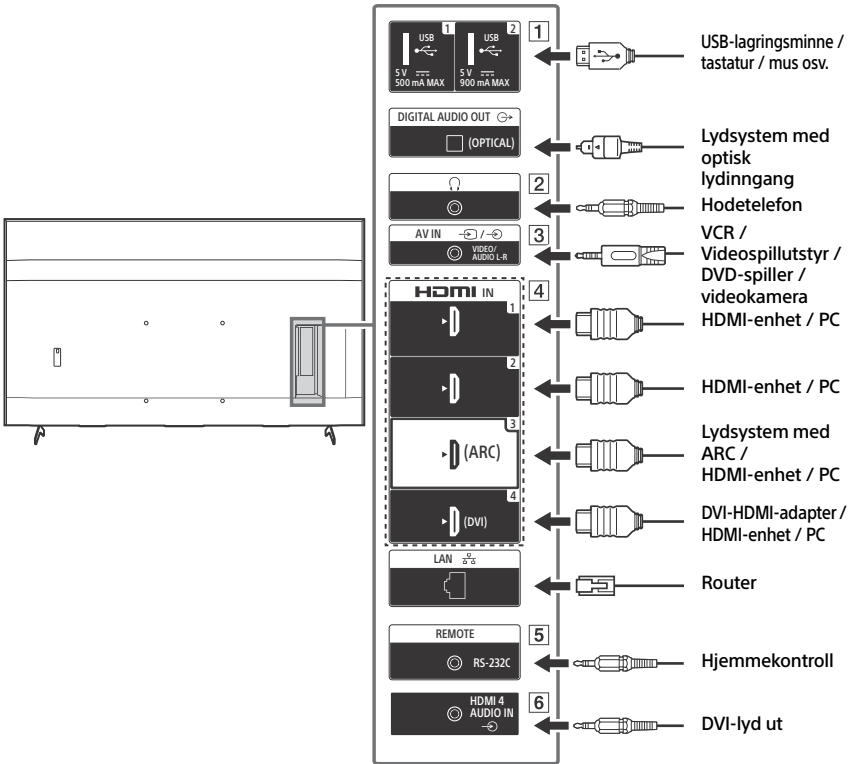 1 2 1
USB USB
5 V 5 V
500 mA MAX 900 mA MAX
USB-lagringsminne /
tastatur / mus osv.
DIGITAL AUDIO OUT
(OPTICAL)
Lydsystem med
optisk
lydinngang
2
Hodetelefon
AV IN / 3
VIDEO/
AUDIO L-R
VCR /
Videospillutstyr /
DVD-spiller /
videokamera
HDMI IN 4
1
HDMI-enhet / PC
2
HDMI-enhet / PC
3
(ARC)
Lydsystem med
ARC /
HDMI-enhet / PC
4
(DVI)
DVI-HDMI-adapter /
HDMI-enhet / PC
LAN
Router
REMOTE 5
RS-232C
Hjemmekontroll
HDMI 4 6
AUDIO IN
DVI-lyd ut